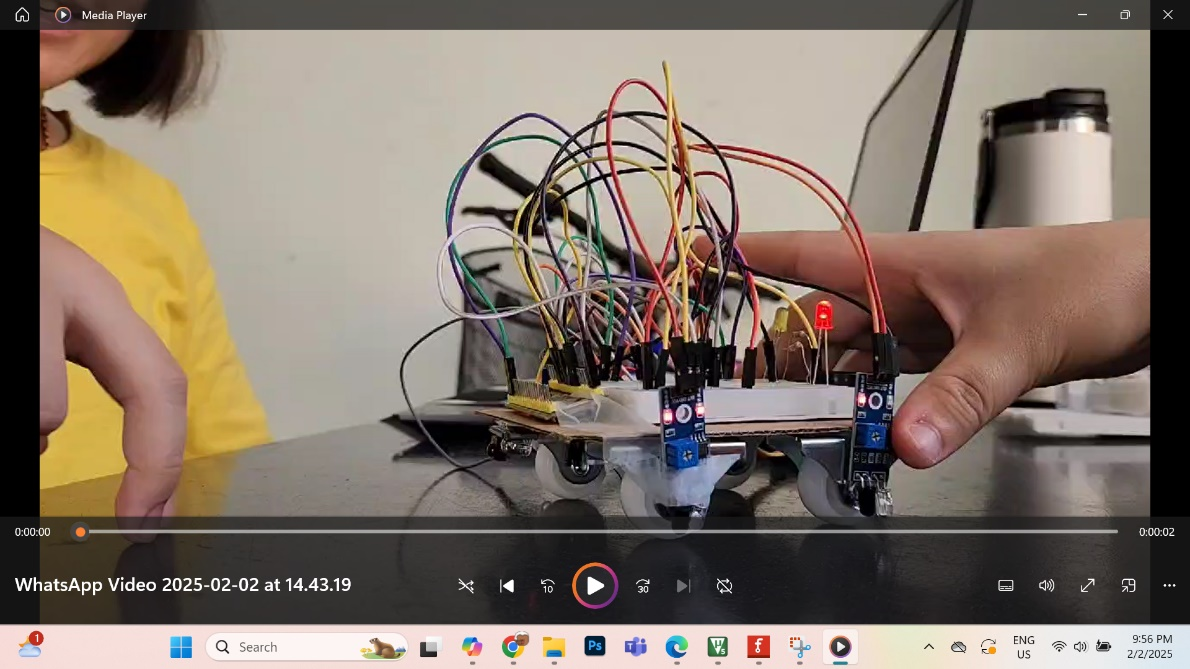 Media Player
0:00:00
0:00:02
WhatsApp Video 2025-02-02 at 14.43.19
10
30
1
Search
Ps
ENG
US
9:56 PM
2/2/2025